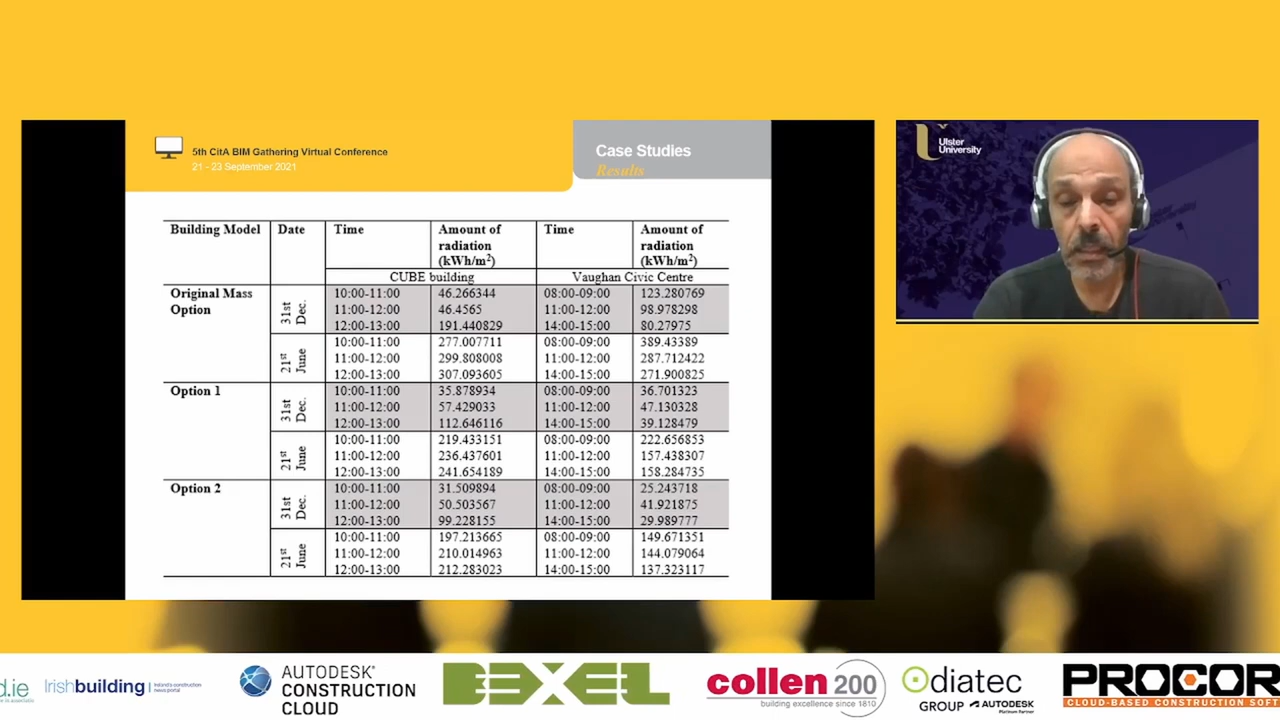 5th CitA BIM Gathering Virtual Conference
21 - 23 September 2021
Case Studies
Results
Building Model Date Time Amount of radiation (kWh/m²) Time Amount of radiation (kWh/m²)
CUBE building Vaughan Civic Centre
Original Mass Option
31st Dec.
10:00-11:00 46.266344 08:00-09:00 123.280769
11:00-12:00 46.4565 11:00-12:00 98.978298
12:00-13:00 191.440829 14:00-15:00 80.27975
21st June
10:00-11:00 277.007711 08:00-09:00 389.43389
11:00-12:00 299.808008 11:00-12:00 287.712422
12:00-13:00 307.093605 14:00-15:00 271.900825
Option 1
31st Dec.
10:00-11:00 35.878934 08:00-09:00 36.701323
11:00-12:00 57.429033 11:00-12:00 47.130328
12:00-13:00 112.646116 14:00-15:00 39.128479
21st June
10:00-11:00 219.433151 08:00-09:00 222.656853
11:00-12:00 236.437601 11:00-12:00 157.438307
12:00-13:00 241.654189 14:00-15:00 158.284735
Option 2
31st Dec.
10:00-11:00 31.509894 08:00-09:00 25.243718
11:00-12:00 50.503567 11:00-12:00 41.921875
12:00-13:00 99.228155 14:00-15:00 29.989777
21st June
10:00-11:00 197.213665 08:00-09:00 149.671351
11:00-12:00 210.014963 11:00-12:00 144.079064
12:00-13:00 212.283023 14:00-15:00 137.323117
Ulster
University
d.ie
Irishbuilding
AUTODESK®
CONSTRUCTION
CLOUD
BEXEL
collen 200
building excellence since 1810
diatec
GROUP AUTODESK
Platinum Partner
PROCOR
CLOUD-BASED CONSTRUCTION SOFT